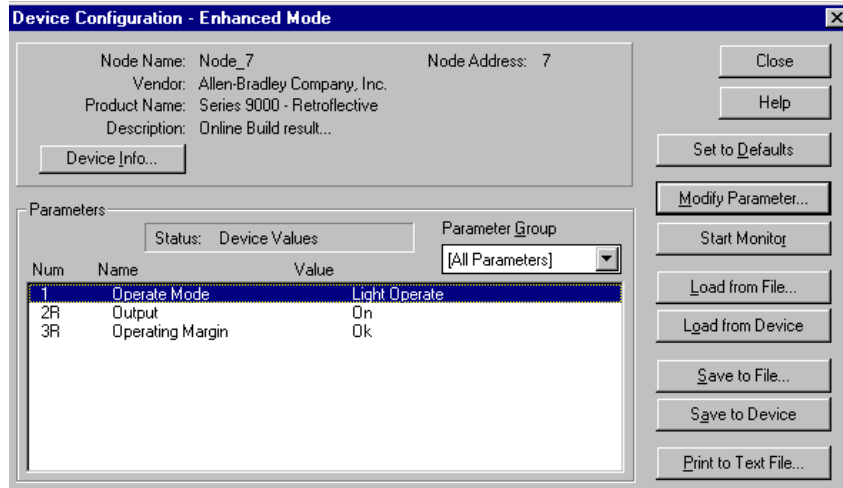 Device Configuration - Enhanced Mode
Node Name: Node_7 Node Address: 7
Vendor: Allen-Bradley Company, Inc.
Product Name: Series 9000 - Retroflective
Description: Online Build result...
Device Info...
Close
Help
Set to Defaults
Modify Parameter...
Start Monitor
Load from File...
Load from Device
Save to File...
Save to Device
Print to Text File...
Parameters
Status: Device Values
Parameter Group
[All Parameters]
Num Name Value
1 Operate Mode Light Operate
2R Output On
3R Operating Margin Ok